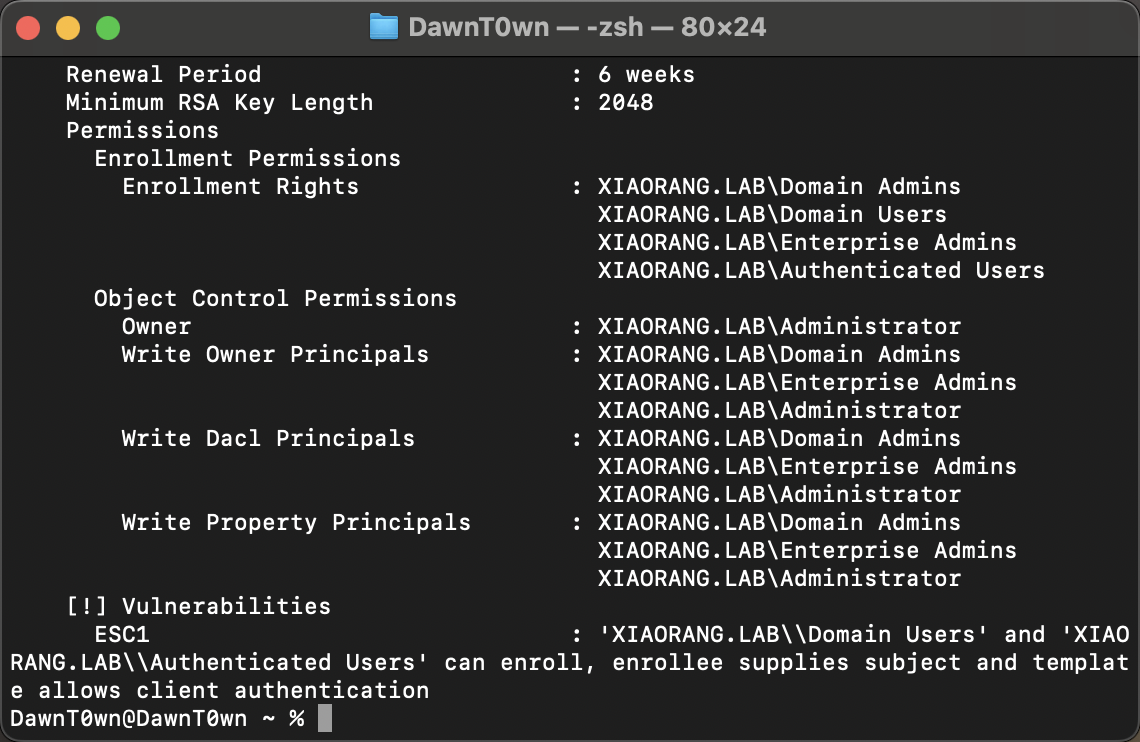 DawnT0wn — -zsh — 80×24
Renewal Period : 6 weeks
Minimum RSA Key Length : 2048
Permissions
Enrollment Permissions
Enrollment Rights : XIAORANG.LAB\Domain Admins
XIAORANG.LAB\Domain Users
XIAORANG.LAB\Enterprise Admins
XIAORANG.LAB\Authenticated Users
Object Control Permissions
Owner : XIAORANG.LAB\Administrator
Write Owner Principals : XIAORANG.LAB\Domain Admins
XIAORANG.LAB\Enterprise Admins
XIAORANG.LAB\Administrator
Write Dacl Principals : XIAORANG.LAB\Domain Admins
XIAORANG.LAB\Enterprise Admins
XIAORANG.LAB\Administrator
Write Property Principals : XIAORANG.LAB\Domain Admins
XIAORANG.LAB\Enterprise Admins
XIAORANG.LAB\Administrator
[!] Vulnerabilities
ESC1 : 'XIAORANG.LAB\\Domain Users' and 'XIAO
RANG.LAB\\Authenticated Users' can enroll, enrollee supplies subject and templat
e allows client authentication
DawnT0wn@DawnT0wn ~ %